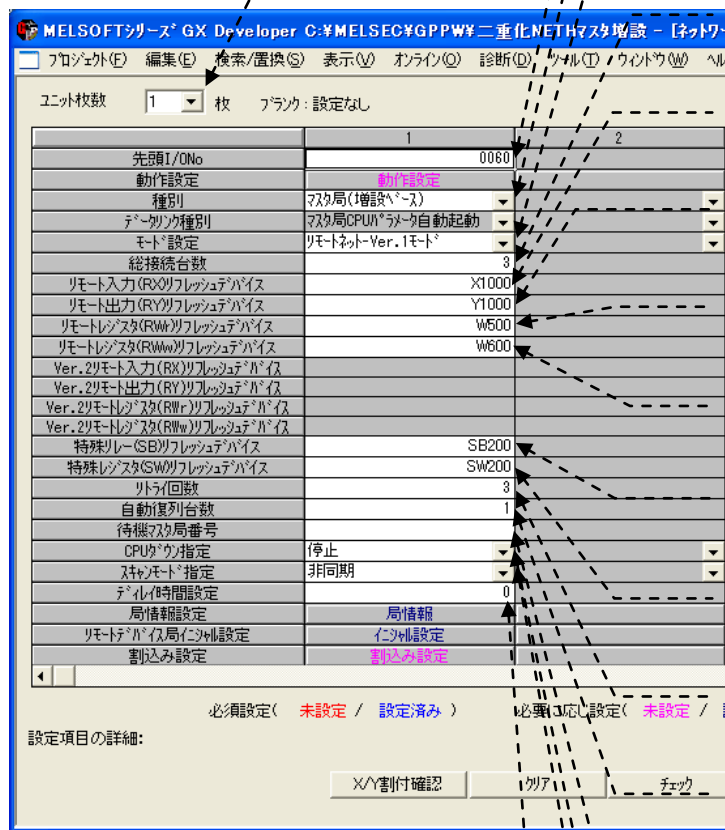 MELSOFTｼﾘｰｽﾞ GX Developer C:¥MELSEC¥GPPW¥二重化NETHマスタ増設 - [ﾈｯﾄﾜｰ
ﾌﾟﾛｼﾞｪｸﾄ(F) 編集(E) 検索/置換(S) 表示(V) ｵﾝﾗｲﾝ(O) 診断(D) ﾂｰﾙ(T) ｳｨﾝﾄﾞｳ(W) ﾍﾙ
ﾕﾆｯﾄ枚数 1 枚 ﾌﾞﾗﾝｸ:設定なし
1 2
先頭I/ONo 0060
動作設定 動作設定
種別 ﾏｽﾀ局(増設ﾍﾞｰｽ)
ﾃﾞｰﾀﾘﾝｸ種別 ﾏｽﾀ局CPUﾊﾟﾗﾒｰﾀ自動起動
ﾓｰﾄﾞ設定 ﾘﾓｰﾄﾈｯﾄ-Ver.1ﾓｰﾄﾞ
総接続台数 3
ﾘﾓｰﾄ入力(RX)ﾘﾌﾚｯｼｭﾃﾞﾊﾞｲｽ X1000
ﾘﾓｰﾄ出力(RY)ﾘﾌﾚｯｼｭﾃﾞﾊﾞｲｽ Y1000
ﾘﾓｰﾄﾚｼﾞｽﾀ(RWr)ﾘﾌﾚｯｼｭﾃﾞﾊﾞｲｽ W500
ﾘﾓｰﾄﾚｼﾞｽﾀ(RWw)ﾘﾌﾚｯｼｭﾃﾞﾊﾞｲｽ W600
Ver.2ﾘﾓｰﾄ入力(RX)ﾘﾌﾚｯｼｭﾃﾞﾊﾞｲｽ
Ver.2ﾘﾓｰﾄ出力(RY)ﾘﾌﾚｯｼｭﾃﾞﾊﾞｲｽ
Ver.2ﾘﾓｰﾄﾚｼﾞｽﾀ(RWr)ﾘﾌﾚｯｼｭﾃﾞﾊﾞｲｽ
Ver.2ﾘﾓｰﾄﾚｼﾞｽﾀ(RWw)ﾘﾌﾚｯｼｭﾃﾞﾊﾞｲｽ
特殊ﾘﾚｰ(SB)ﾘﾌﾚｯｼｭﾃﾞﾊﾞｲｽ SB200
特殊ﾚｼﾞｽﾀ(SW)ﾘﾌﾚｯｼｭﾃﾞﾊﾞｲｽ SW200
ﾘﾄﾗｲ回数 3
自動復列台数 1
待機ﾏｽﾀ局番号
CPUﾀﾞｳﾝ指定 停止
ｽｷｬﾝﾓｰﾄﾞ指定 非同期
ﾃﾞｨﾚｲ時間設定 0
局情報設定 局情報
ﾘﾓｰﾄﾃﾞﾊﾞｲｽ局ｲﾆｼｬﾙ設定 ｲﾆｼｬﾙ設定
割込み設定 割込み設定
必須設定( 未設定 / 設定済み ) 必要に応じ設定( 未設定 /
設定項目の詳細:
X/Y割付確認 ｸﾘｱ ﾁｪｯｸ